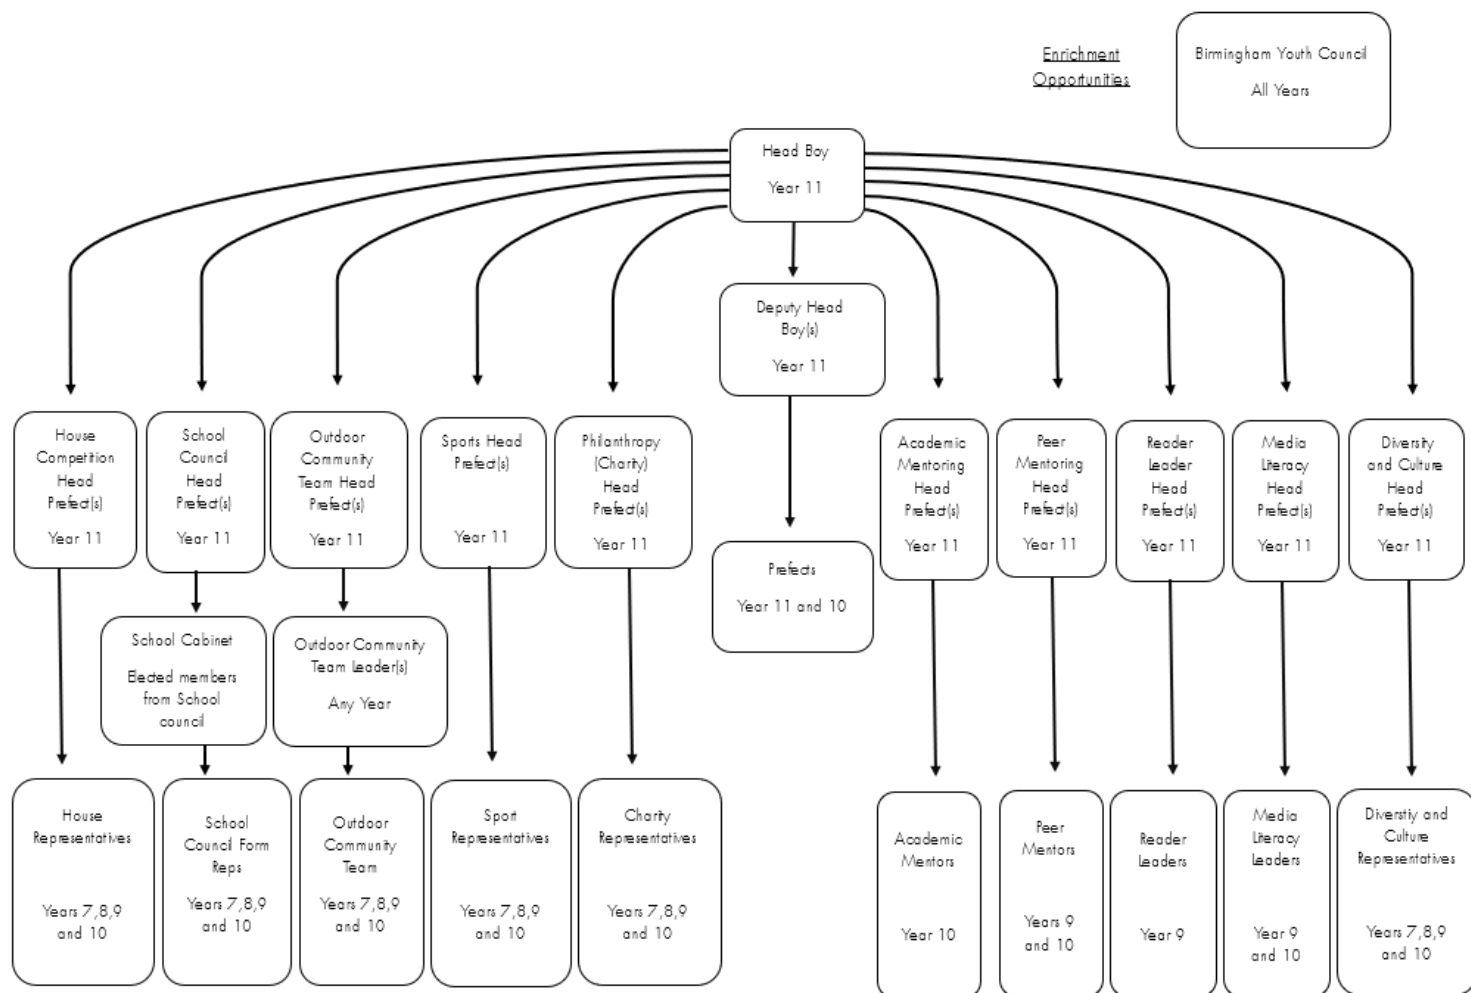 Enrichment
Opportunities
Birmingham Youth Council
All Years
Head Boy
Year 11
Deputy Head
Boy(s)
Year 11
House
Competition
Head
Prefect(s)
Year 11
School
Council
Head
Prefect(s)
Year 11
Outdoor
Community
Team Head
Prefect(s)
Year 11
Sports Head
Prefect(s)
Year 11
Philanthropy
(Charity)
Head
Prefect(s)
Year 11
Academic
Mentoring
Head
Prefect(s)
Year 11
Peer
Mentoring
Head
Prefect(s)
Year 11
Reader
Leader
Head
Prefect(s)
Year 11
Media
Literacy
Head
Prefect(s)
Year 11
Diversity
and Culture
Head
Prefect(s)
Year 11
Prefects
Year 11 and 10
School Cabinet
Elected members
from School
council
Outdoor Community
Team Leader(s)
Any Year
House
Representatives
Years 7,8,9
and 10
School
Council Form
Reps
Years 7,8,9
and 10
Outdoor
Community
Team
Years 7,8,9
and 10
Sport
Representatives
Years 7,8,9
and 10
Charity
Representatives
Years 7,8,9
and 10
Academic
Mentors
Year 10
Peer
Mentors
Years 9
and 10
Reader
Leaders
Year 9
Media
Literacy
Leaders
Year 9
and 10
Diverstiy and
Culture
Representatives
Years 7,8,9
and 10